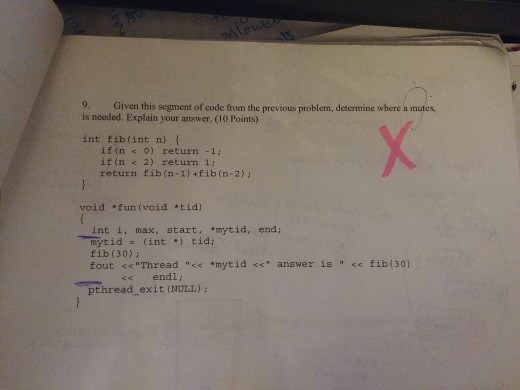 9. Given this segment of code from the previous problem, determine where a mutex
is needed. Explain your answer. (10 Points)
int fib(int n) {
if(n < 0) return -1;
if(n < 2) return 1;
return fib(n-1)+fib(n-2);
}
void *fun(void *tid)
{
int i, max, start, *mytid, end;
mytid = (int *) tid;
fib(30);
fout <<"Thread "<< *mytid <<" answer is " << fib(30)
<< endl;
pthread_exit(NULL);
}